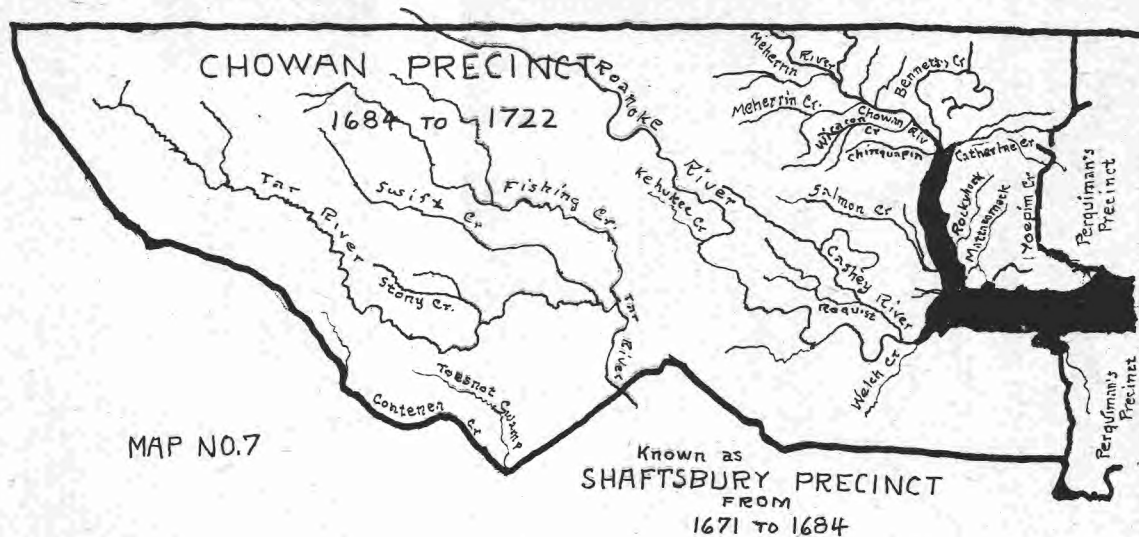 CHOWAN PRECINCT
1684 TO 1722
ROANOKE
River
Meherrin River
Meherrin Cr.
Bennetts Cr
Chowan Riv
Wicacon Cr
Chinquapin
Catherine Cr
Salmon Cr
Rockyhock
Mattacomack
Yoepim Cr
Perquiman's
Precinct
Kehukee Cr
Cashey River
Roquist
Welch Cr
Fishing Cr.
Swift Cr
Tar River
Stony Cr.
Tar River
Toesnot Swamp
Contenen Cr
Perquiman's
Precinct
MAP NO.7
Known as
SHAFTSBURY PRECINCT
FROM
1671 TO 1684